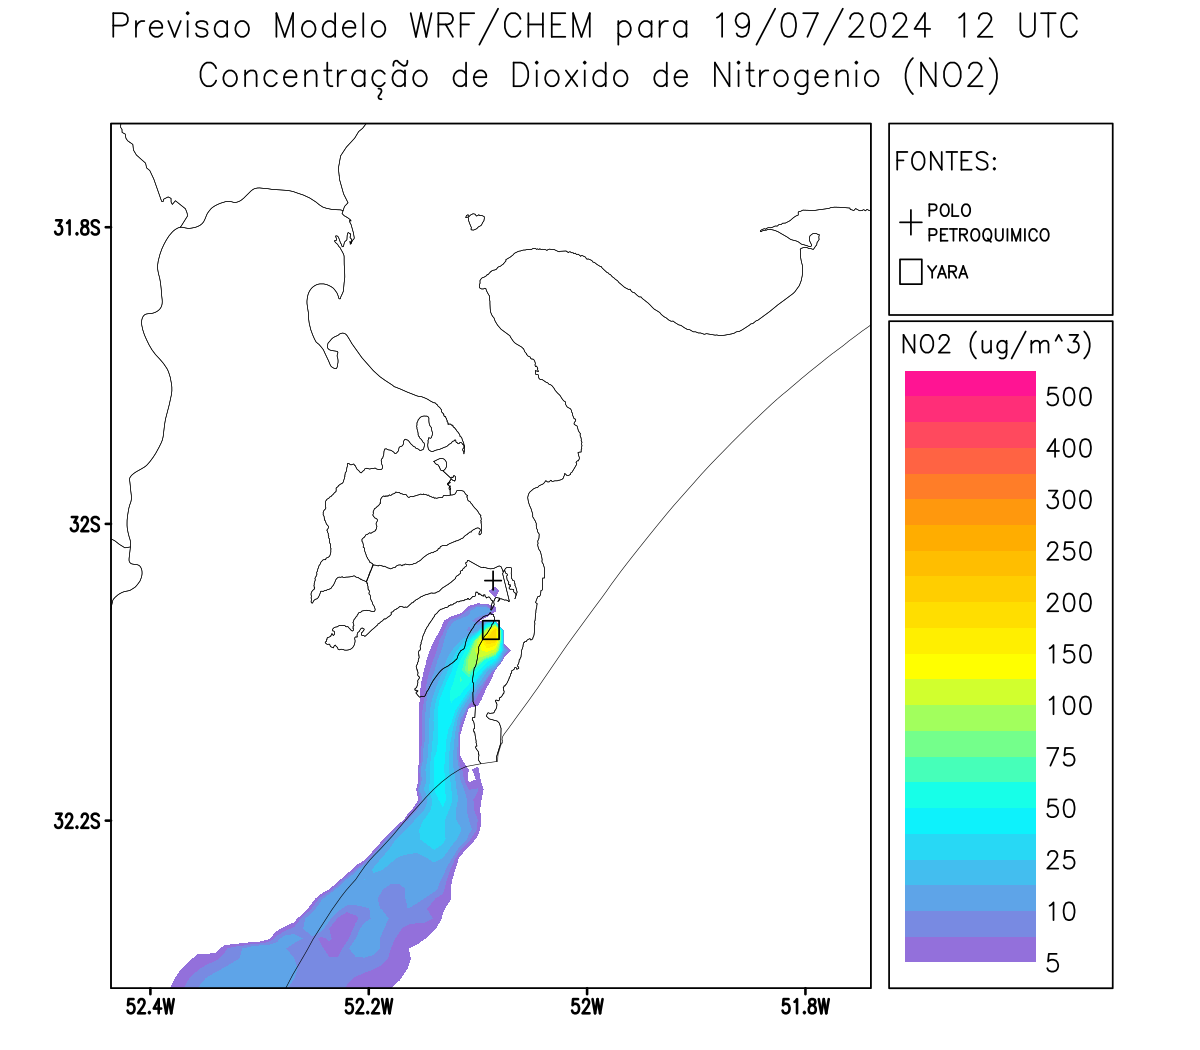 Previsao Modelo WRF/CHEM para 19/07/2024 12 UTC
Concentração de Dioxido de Nitrogenio (NO2)
FONTES:
POLO
PETROQUIMICO
YARA
NO2 (ug/m^3)
500
400
300
250
200
150
100
75
50
25
10
5
31.8S
32S
32.2S
52.4W
52.2W
52W
51.8W